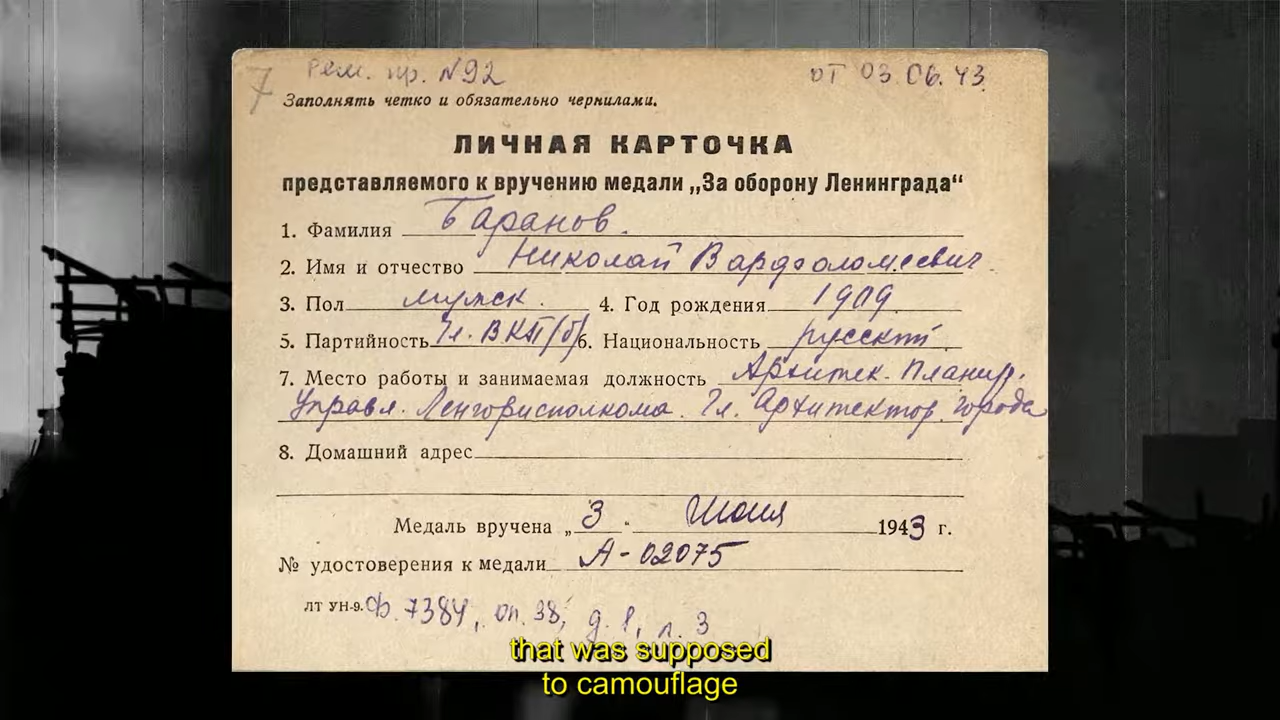 7 Рем. пр. №92 от 03.06.43.
Заполнять четко и обязательно чернилами.
ЛИЧНАЯ КАРТОЧКА
представляемого к вручению медали „За оборону Ленинграда“
1. Фамилия Баранов.
2. Имя и отчество Николай Варфоломеевич
3. Пол мужск. 4. Год рождения 1909
5. Партийность Чл. ВКП(б) 6. Национальность русский
7. Место работы и занимаемая должность Архитек. Планир.
Управл. Ленгорисполкома. Гл. Архитектор. города
8. Домашний адрес
Медаль вручена „3“ Июня 1943 г.
№ удостоверения к медали А-02075
ЛТ УН-9. Ф. 7384, оп. 38, д. 1, л. 3
that was supposed
to camouflage